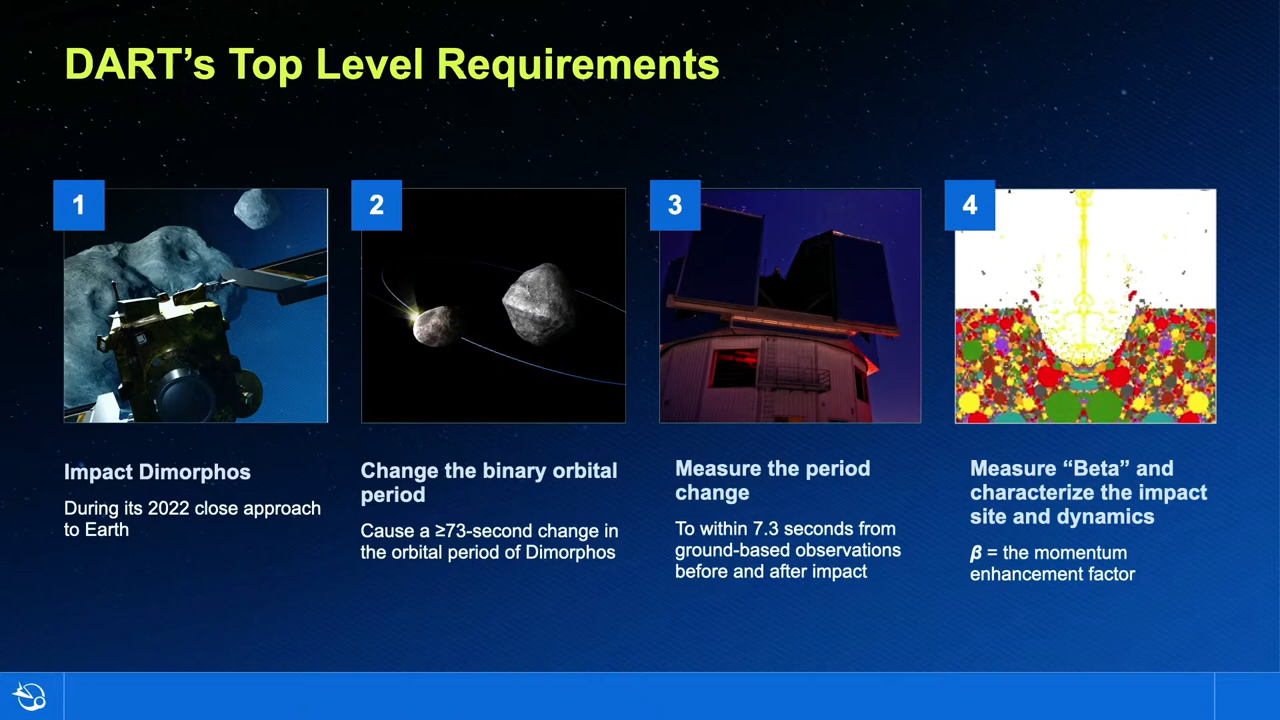 DART’s Top Level Requirements
1
2
3
4
Impact Dimorphos
During its 2022 close approach
to Earth
Change the binary orbital
period
Cause a ≥73-second change in
the orbital period of Dimorphos
Measure the period
change
To within 7.3 seconds from
ground-based observations
before and after impact
Measure “Beta” and
characterize the impact
site and dynamics
β = the momentum
enhancement factor